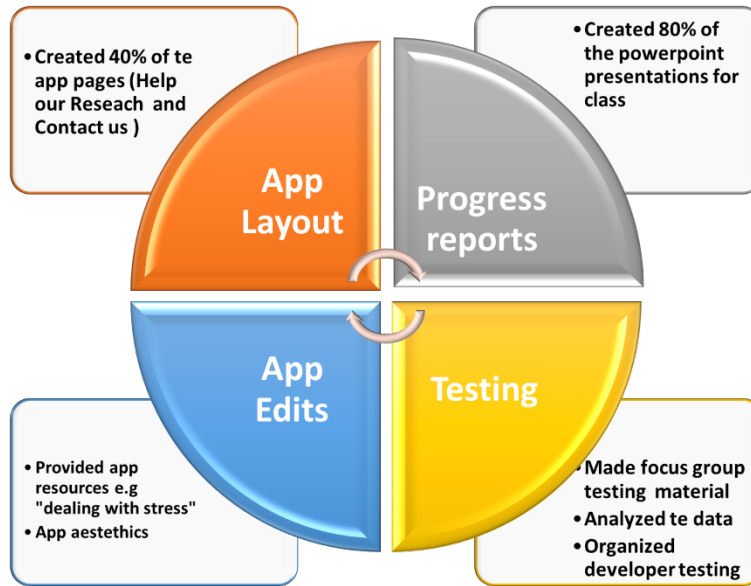 • Created 40% of te
app pages (Help
our Reseach and
Contact us )
• Created 80% of
the powerpoint
presentations for
class
App
Layout
Progress
reports
App
Edits
Testing
• Provided app
resources e.g
"dealing with stress"
• App aestethics
• Made focus group
testing material
• Analyzed te data
• Organized
developer testing